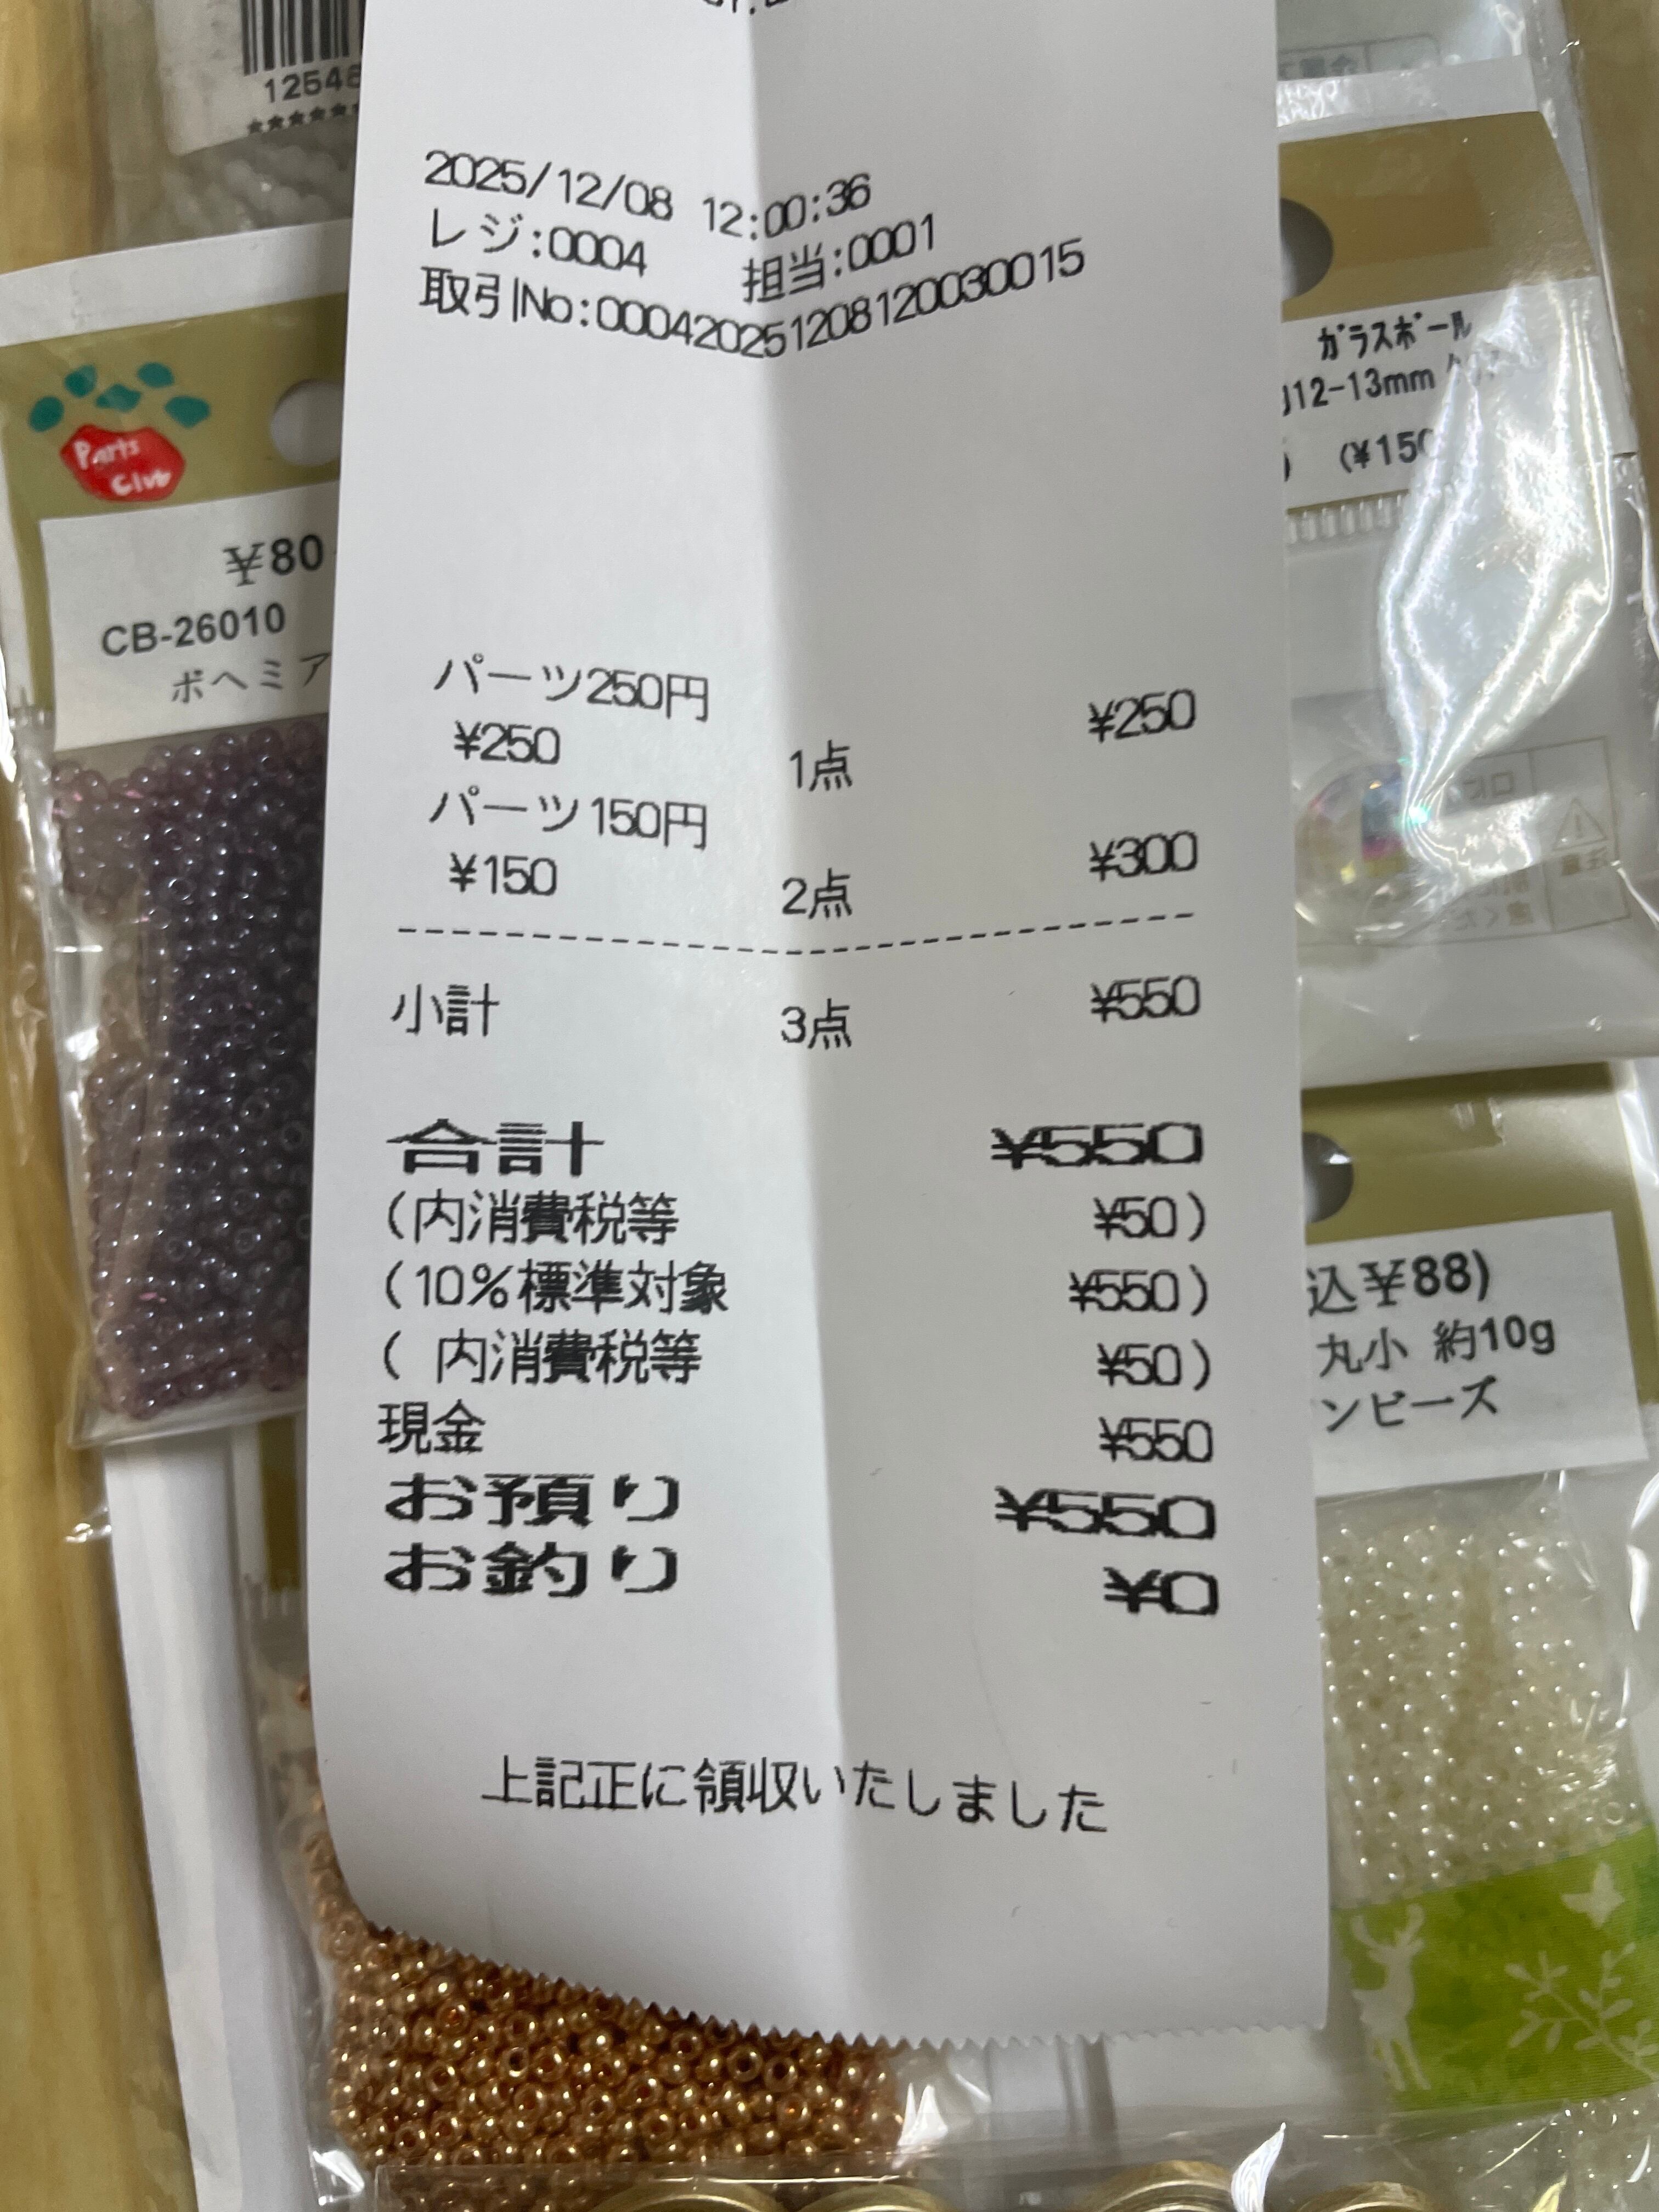 12548
*****
2025/12/08 12:00:36
レジ:0004 担当:0001
取引No:00042025120812003​0015
パーツ250円
¥250 1点 ¥250
パーツ150円
¥150 2点 ¥300
小計 3点 ¥550
合計 ¥550
(内消費税等 ¥50)
(10%標準対象 ¥550)
( 内消費税等 ¥50)
現金 ¥550
お預り ¥550
お釣り ¥0
上記正に領収いたしました
Parts
Club
¥80
CB-26010
ボヘミア
ガラスボール
12-13mm
(¥150
込¥88)
丸小 約10g
ンビーズ
注意